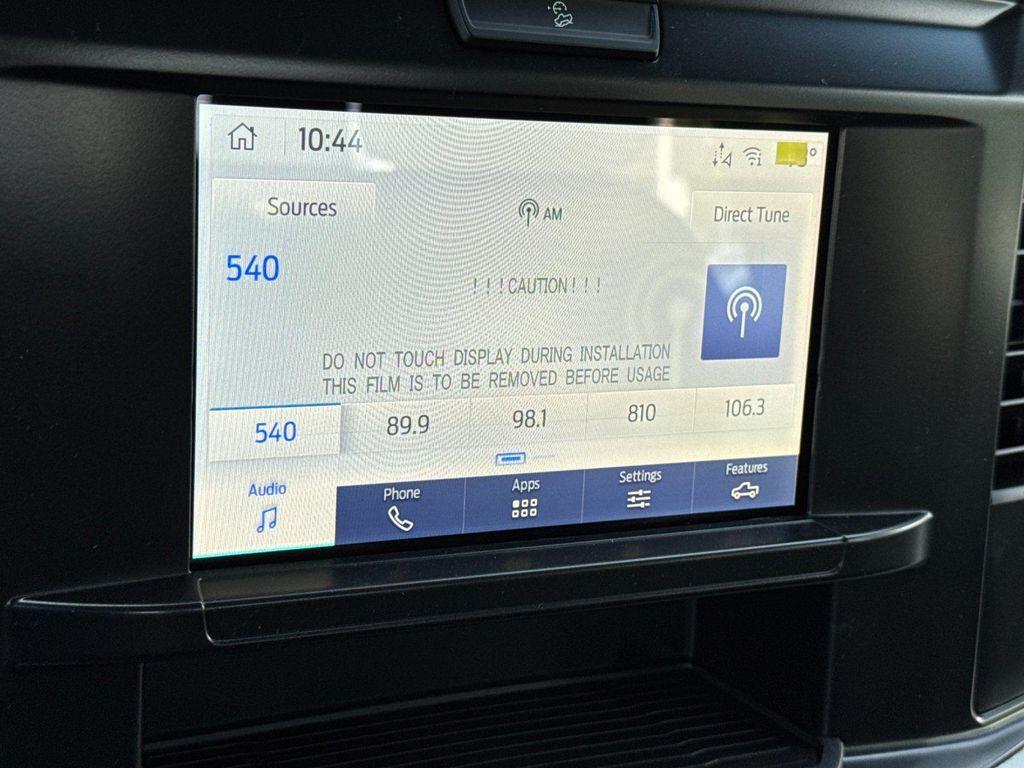 10:44
Sources
AM
Direct Tune
540
! ! ! CAUTION ! ! !
DO NOT TOUCH DISPLAY DURING INSTALLATION
THIS FILM IS TO BE REMOVED BEFORE USAGE
540 89.9 98.1 810 106.3
Audio Phone Apps Settings Features